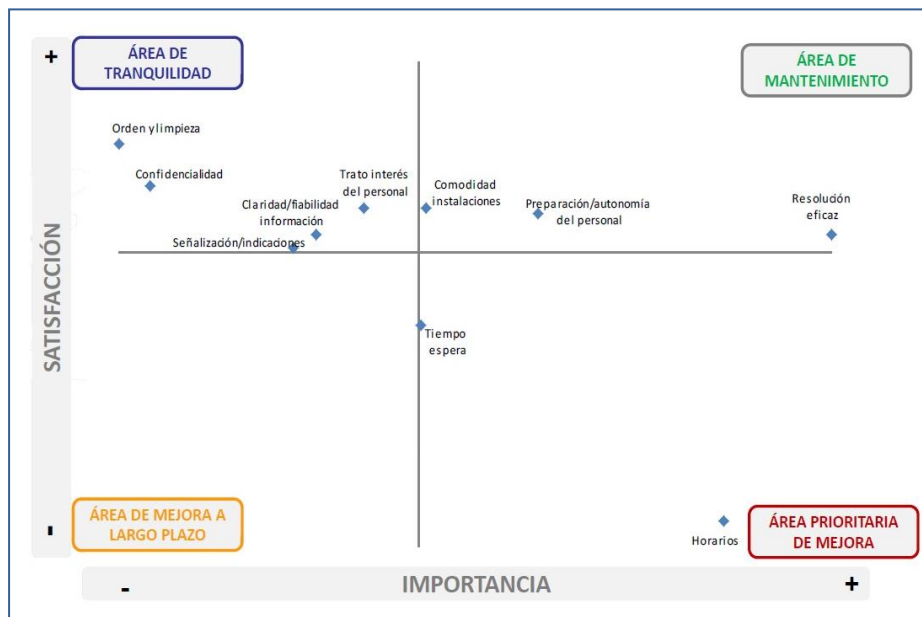 +
ÁREA DE
TRANQUILIDAD
ÁREA DE
MANTENIMIENTO
Orden y limpieza
Confidencialidad
Trato interés
del personal
Comodidad
instalaciones
Claridad/fiabilidad
información
Preparación/autonomía
del personal
Resolución
eficaz
Señalización/indicaciones
SATISFACCIÓN
Tiempo
espera
-
ÁREA DE MEJORA A
LARGO PLAZO
Horarios
ÁREA PRIORITARIA
DE MEJORA
-
IMPORTANCIA
+